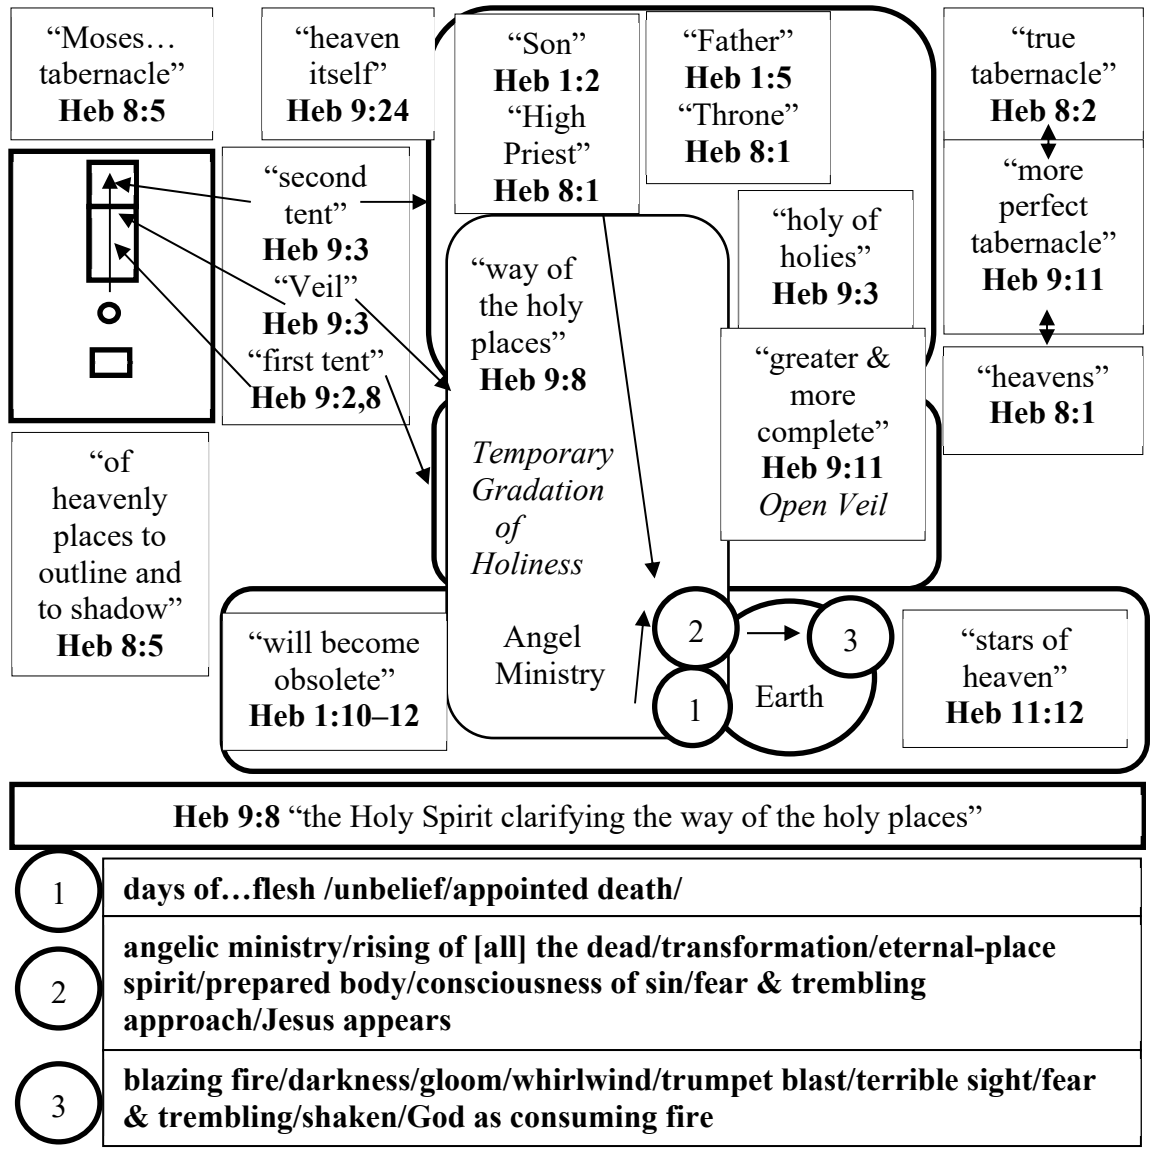 “Moses…
tabernacle”
Heb 8:5
“heaven
itself”
Heb 9:24
“Son”
Heb 1:2
“High
Priest”
Heb 8:1
“Father”
Heb 1:5
“Throne”
Heb 8:1
“true
tabernacle”
Heb 8:2
“more
perfect
tabernacle”
Heb 9:11
“heavens”
Heb 8:1
“second
tent”
Heb 9:3
“Veil”
Heb 9:3
“first tent”
Heb 9:2,8
“way of
the holy
places”
Heb 9:8
Temporary
Gradation
of
Holiness
Angel
Ministry
“holy of
holies”
Heb 9:3
“greater &
more
complete”
Heb 9:11
Open Veil
“of
heavenly
places to
outline and
to shadow”
Heb 8:5
“will become
obsolete”
Heb 1:10–12
2
3
1
Earth
“stars of
heaven”
Heb 11:12
Heb 9:8 “the Holy Spirit clarifying the way of the holy places”
1
days of…flesh /unbelief/appointed death/
2
angelic ministry/rising of [all] the dead/transformation/eternal-place
spirit/prepared body/consciousness of sin/fear & trembling
approach/Jesus appears
3
blazing fire/darkness/gloom/whirlwind/trumpet blast/terrible sight/fear
& trembling/shaken/God as consuming fire